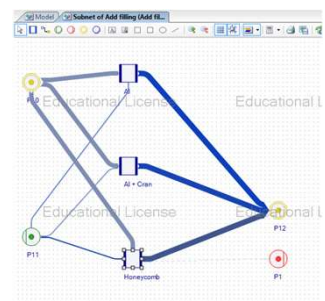 Model
Subnet of Add filling (Add fil...
Al
Educational License
Educational L
Al + Cran
Educational License
Educational L
P12
P11
P1
Honeycomb